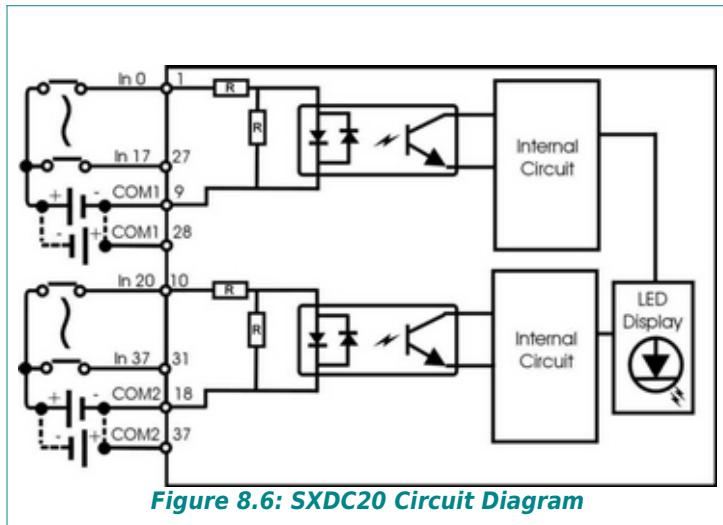 In 0 1
R
R
In 17 27
+ - COM1 9
- + COM1 28
Internal
Circuit
In 20 10
R
R
In 37 31
+ - COM2 18
- + COM2 37
Internal
Circuit
LED
Display
Figure 8.6: SXDC20 Circuit Diagram